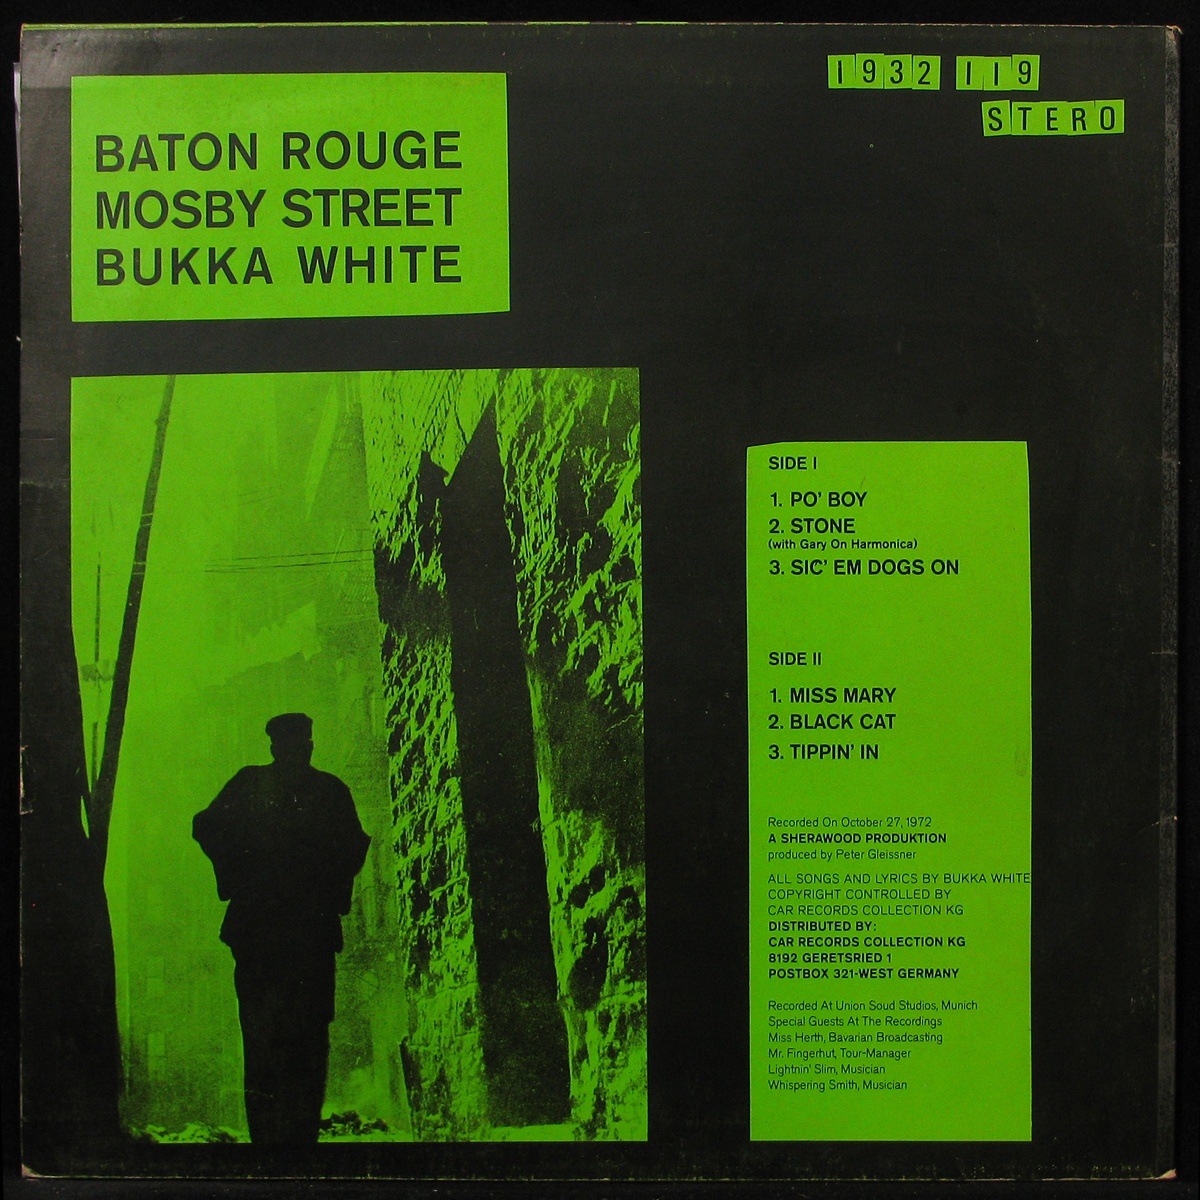 BATON ROUGE
MOSBY STREET
BUKKA WHITE
1932 119
STERO
SIDE I
1. PO' BOY
2. STONE
(with Gary On Harmonica)
3. SIC' EM DOGS ON
SIDE II
1. MISS MARY
2. BLACK CAT
3. TIPPIN' IN
Recorded On October 27, 1972
A SHERAWOOD PRODUKTION
produced by Peter Gleissner
ALL SONGS AND LYRICS BY BUKKA WHITE
COPYRIGHT CONTROLLED BY
CAR RECORDS COLLECTION KG
DISTRIBUTED BY:
CAR RECORDS COLLECTION KG
8192 GERETSRIED 1
POSTBOX 321-WEST GERMANY
Recorded At Union Soud Studios, Munich
Special Guests At The Recordings
Miss Herth, Bavarian Broadcasting
Mr. Fingerhut, Tour-Manager
Lightnin' Slim, Musician
Whispering Smith, Musician